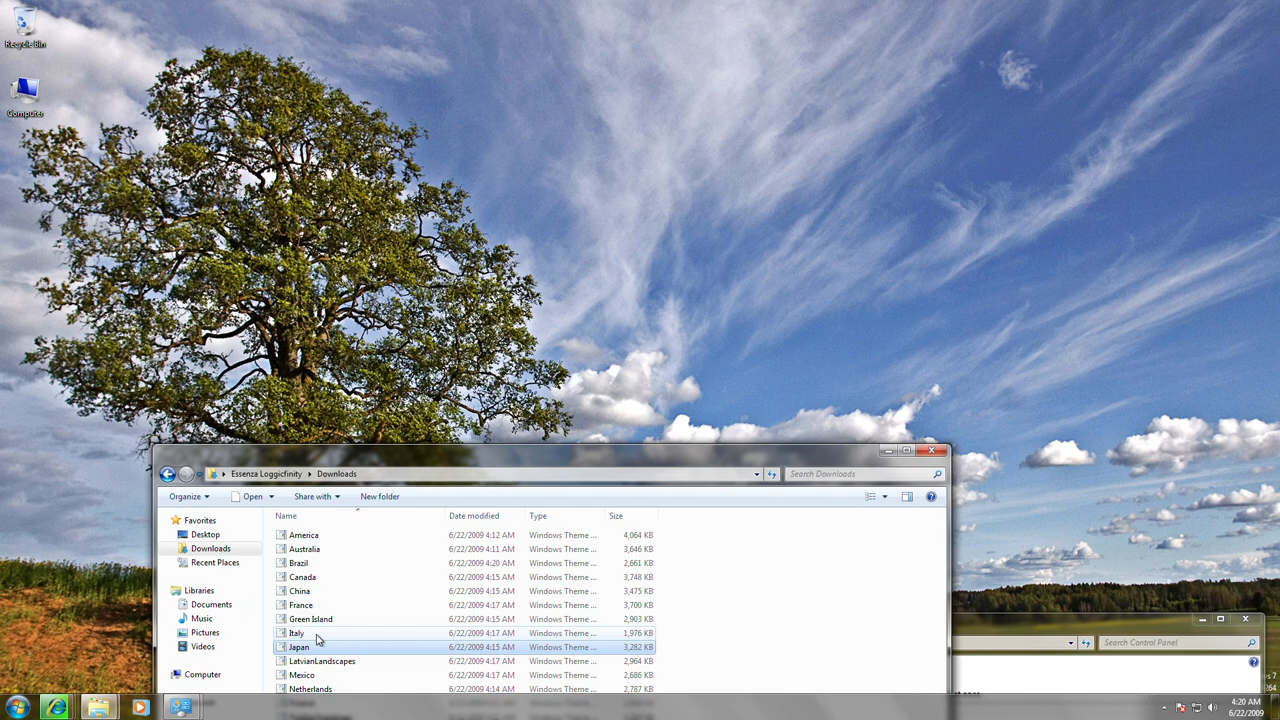 Recycle Bin
Computer
Essenza Loggicfinity
Downloads
Search Downloads
Organize
Open
Share with
New folder
Name
Date modified
Type
Size
Favorites
Desktop
Downloads
Recent Places
Libraries
Documents
Music
Pictures
Videos
Computer
America 6/22/2009 4:12 AM Windows Theme ... 4,064 KB
Australia 6/22/2009 4:11 AM Windows Theme ... 3,646 KB
Brazil 6/22/2009 4:20 AM Windows Theme ... 2,661 KB
Canada 6/22/2009 4:15 AM Windows Theme ... 3,748 KB
China 6/22/2009 4:15 AM Windows Theme ... 3,475 KB
France 6/22/2009 4:17 AM Windows Theme ... 3,700 KB
Green Island 6/22/2009 4:17 AM Windows Theme ... 2,903 KB
Italy 6/22/2009 4:17 AM Windows Theme ... 1,976 KB
Japan 6/22/2009 4:15 AM Windows Theme ... 3,282 KB
LatvianLandscapes 6/22/2009 4:17 AM Windows Theme ... 2,964 KB
Mexico 6/22/2009 4:17 AM Windows Theme ... 2,686 KB
Netherlands 6/22/2009 4:14 AM Windows Theme ... 2,787 KB
Search Control Panel
4:20 AM
6/22/2009